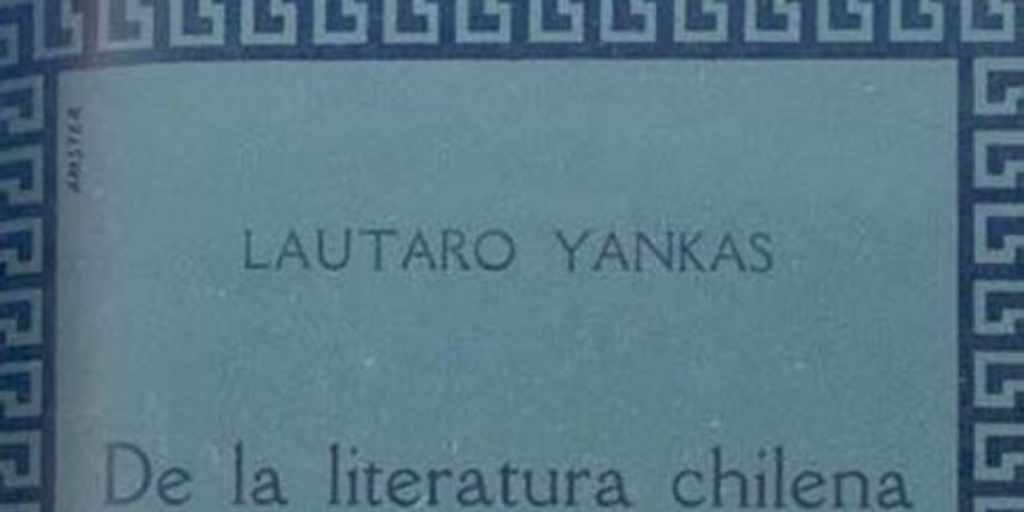 AMSTER
LAUTARO YANKAS
De la literatura chilena